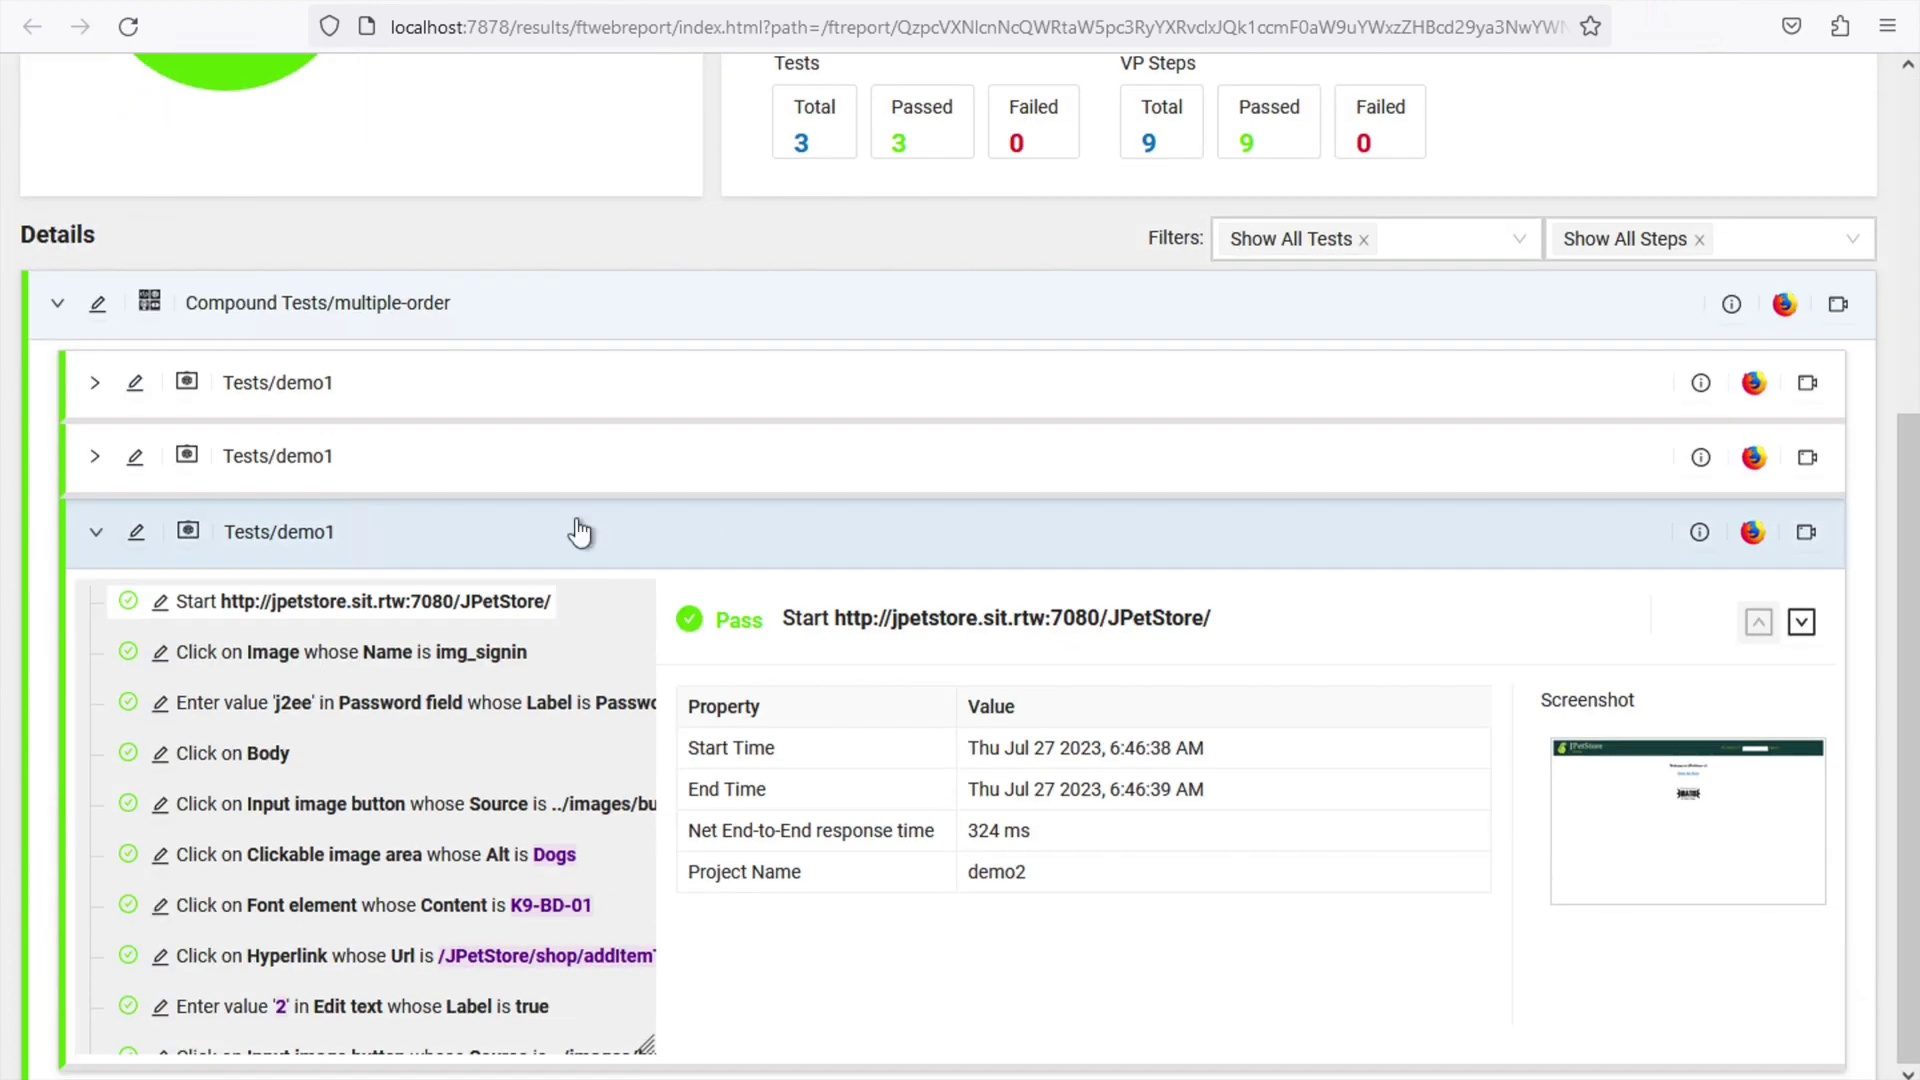 localhost:7878/results/ftwebreport/index.html?path=/ftreport/
Tests
VP Steps
Total
Passed
Failed
Total
Passed
Failed
3
3
0
9
9
0
Details
Filters:
Show All Tests
Show All Steps
Compound Tests/multiple-order
Tests/demo1
Tests/demo1
Tests/demo1
Start http://jpetstore.sit.rtw:7080/JPetStore/
Click on Image whose Name is img_signin
Enter value 'j2ee' in Password field whose Label is Passwo
Click on Body
Click on Input image button whose Source is ../images/bu
Click on Clickable image area whose Alt is Dogs
Click on Font element whose Content is K9-BD-01
Click on Hyperlink whose Url is /JPetStore/shop/addItem
Enter value '2' in Edit text whose Label is true
Pass
Start http://jpetstore.sit.rtw:7080/JPetStore/
Property
Value
Start Time
Thu Jul 27 2023, 6:46:38 AM
End Time
Thu Jul 27 2023, 6:46:39 AM
Net End-to-End response time
324 ms
Project Name
demo2
Screenshot
JPetStore